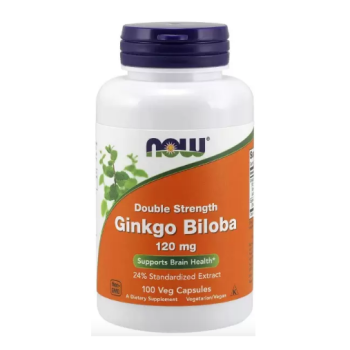 NOW®
Double Strength
Ginkgo Biloba
120 mg
Supports Brain Health*
24% Standardized Extract
100 Veg Capsules
A Dietary Supplement Vegetarian/Vegan